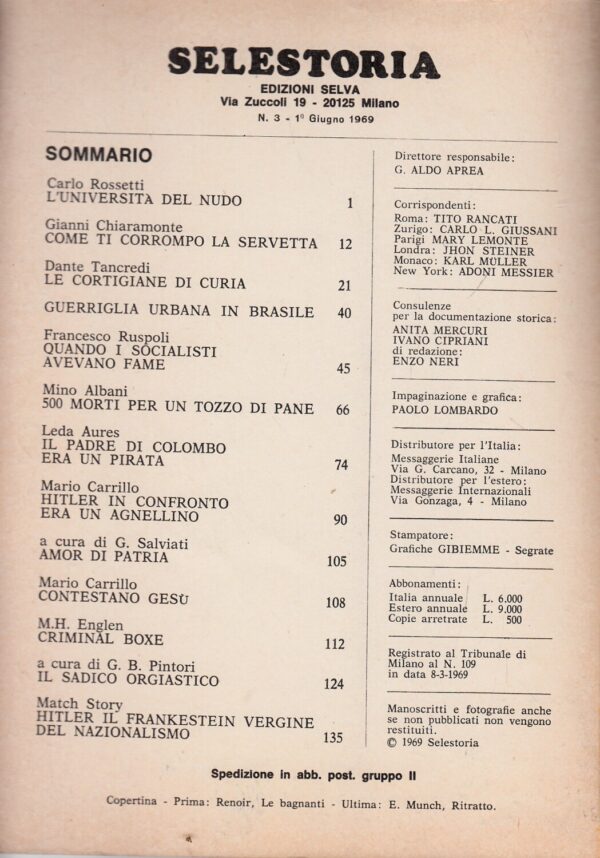 SELESTORIA
EDIZIONI SELVA
Via Zuccoli 19 - 20125 Milano
N. 3 - 1° Giugno 1969
SOMMARIO
Carlo Rossetti
L'UNIVERSITA DEL NUDO 1
Gianni Chiaramonte
COME TI CORROMPO LA SERVETTA 12
Dante Tancredi
LE CORTIGIANE DI CURIA 21
GUERRIGLIA URBANA IN BRASILE 40
Francesco Ruspoli
QUANDO I SOCIALISTI
AVEVANO FAME 45
Mino Albani
500 MORTI PER UN TOZZO DI PANE 66
Leda Aures
IL PADRE DI COLOMBO
ERA UN PIRATA 74
Mario Carrillo
HITLER IN CONFRONTO
ERA UN AGNELLINO 90
a cura di G. Salviati
AMOR DI PATRIA 105
Mario Carrillo
CONTESTANO GESÙ 108
M.H. Englen
CRIMINAL BOXE 112
a cura di G. B. Pintori
IL SADICO ORGIASTICO 124
Match Story
HITLER IL FRANKESTEIN VERGINE
DEL NAZIONALISMO 135
Direttore responsabile:
G. ALDO APREA
Corrispondenti:
Roma: TITO RANCATI
Zurigo: CARLO L. GIUSSANI
Parigi MARY LEMONTE
Londra: JHON STEINER
Monaco: KARL MÜLLER
New York: ADONI MESSIER
Consulenze
per la documentazione storica:
ANITA MERCURI
IVANO CIPRIANI
di redazione:
ENZO NERI
Impaginazione e grafica:
PAOLO LOMBARDO
Distributore per l'Italia:
Messaggerie Italiane
Via G. Carcano, 32 - Milano
Distributore per l'estero:
Messaggerie Internazionali
Via Gonzaga, 4 - Milano
Stampatore:
Grafiche GIBIEMME - Segrate
Abbonamenti:
Italia annuale L. 6.000
Estero annuale L. 9.000
Copie arretrate L. 500
Registrato al Tribunale di
Milano al N. 109
in data 8-3-1969
Manoscritti e fotografie anche
se non pubblicati non vengono
restituiti.
© 1969 Selestoria
Spedizione in abb. post. gruppo II
Copertina - Prima: Renoir, Le bagnanti - Ultima: E. Munch, Ritratto.